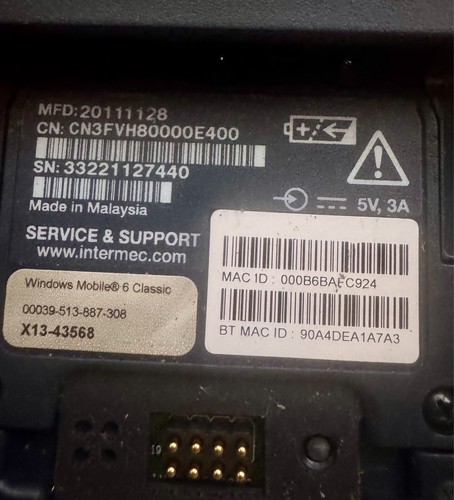 MFD:20111128
CN: CN3FVH80000E400
SN: 33221127440
Made in Malaysia
5V, 3A
SERVICE & SUPPORT
www.intermec.com
MAC ID : 000B6BAFC924
BT MAC ID : 90A4DEA1A7A3
Windows Mobile® 6 Classic
00039-513-887-308
X13-43568